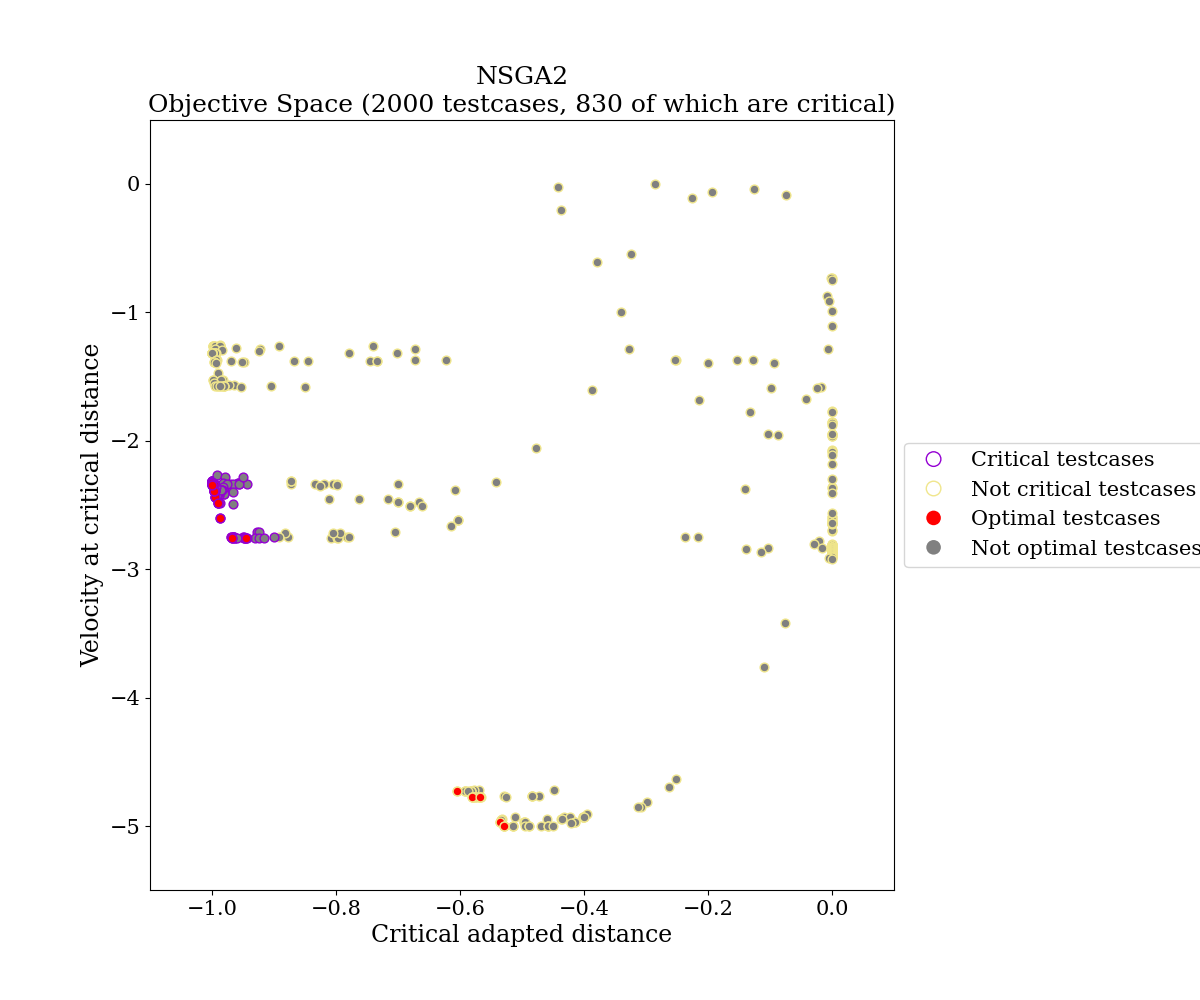 NSGA2
Objective Space (2000 testcases, 830 of which are critical)
0
−1
−2
−3
−4
−5
Velocity at critical distance
−1.0 −0.8 −0.6 −0.4 −0.2 0.0
Critical adapted distance
Critical testcases
Not critical testcases
Optimal testcases
Not optimal testcases